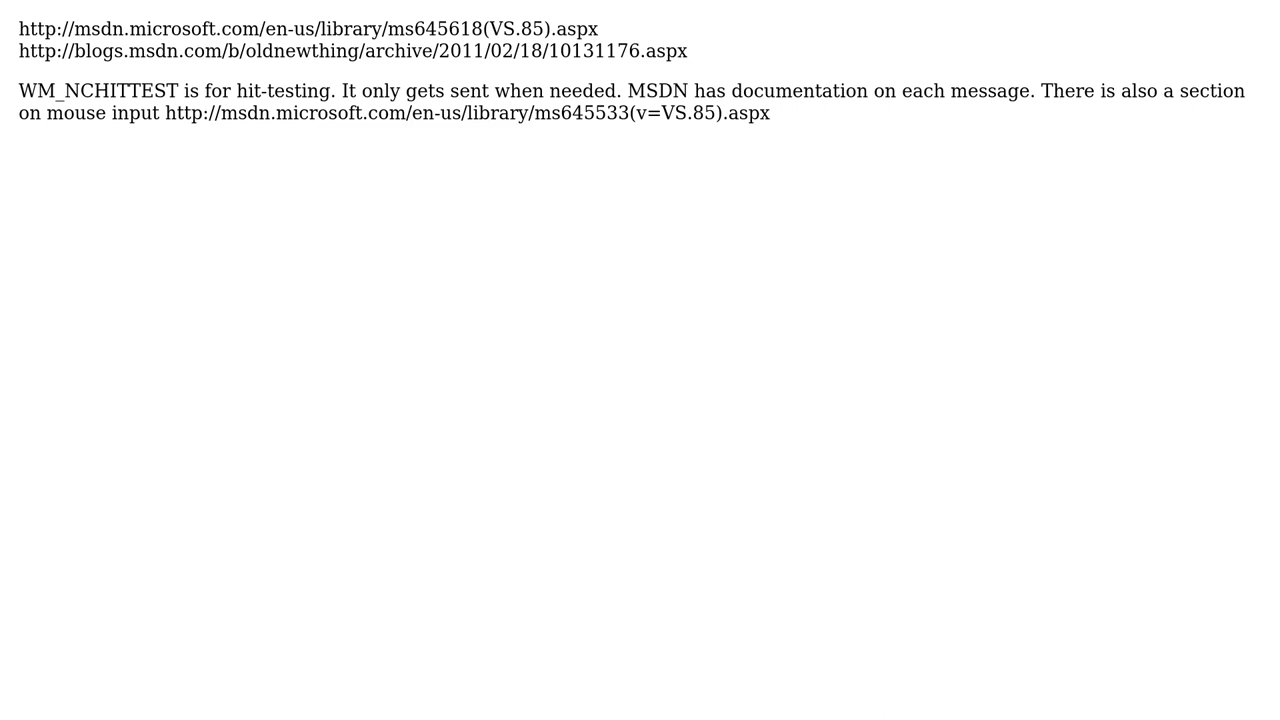 http://msdn.microsoft.com/en-us/library/ms645618(VS.85).aspx
http://blogs.msdn.com/b/oldnewthing/archive/2011/02/18/10131176.aspx
WM_NCHITTEST is for hit-testing. It only gets sent when needed. MSDN has documentation on each message. There is also a section
on mouse input http://msdn.microsoft.com/en-us/library/ms645533(v=VS.85).aspx